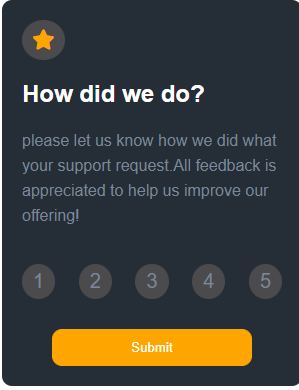 How did we do?
please let us know how we did what
your support request.All feedback is
appreciated to help us improve our
offering!
1 2 3 4 5
Submit